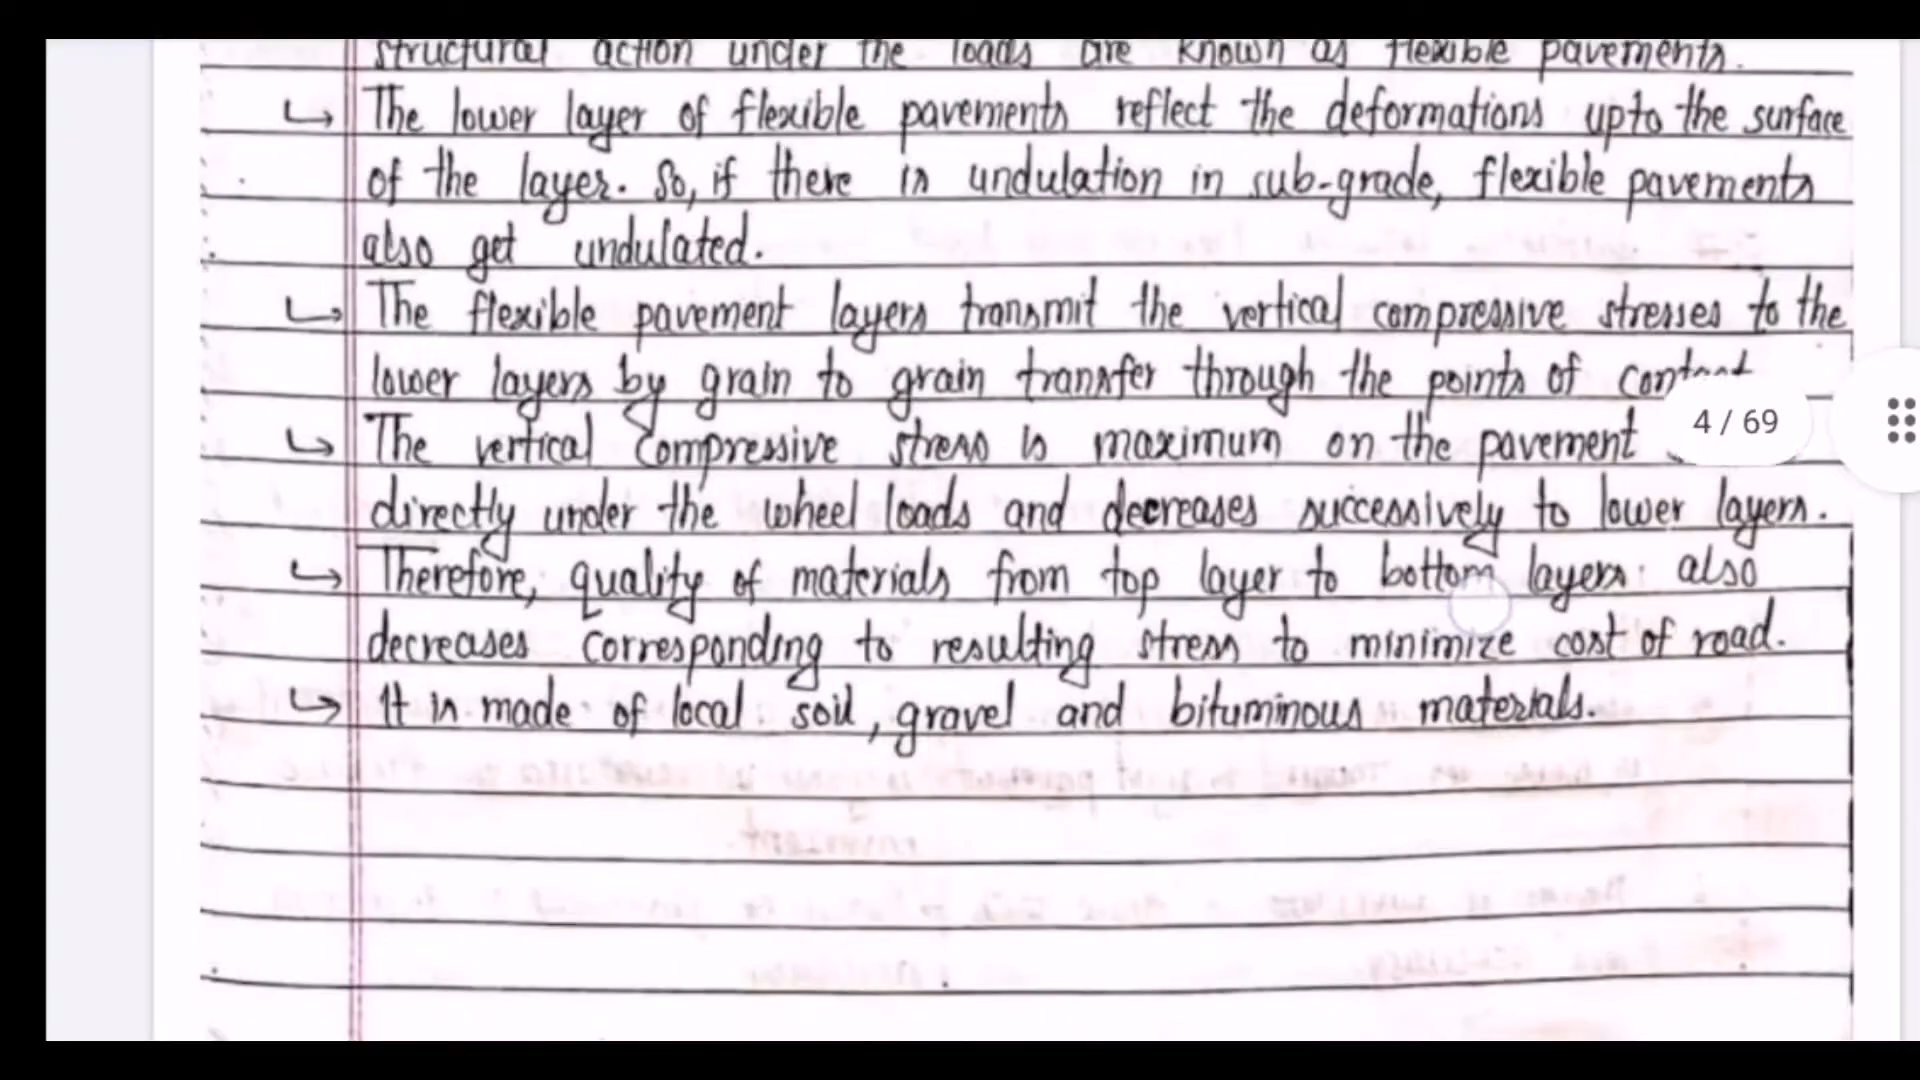 structural action under the loads are known as flexible pavements.
↳ The lower layer of flexible pavements reflect the deformations upto the surface
of the layer. So, if there is undulation in sub-grade, flexible pavements
also get undulated.
↳ The flexible pavement layers transmit the vertical compressive stresses to the
lower layers by grain to grain transfer through the points of contact
4 / 69
↳ The vertical compressive stress is maximum on the pavement
directly under the wheel loads and decreases successively to lower layers.
↳ Therefore, quality of materials from top layer to bottom layers also
decreases corresponding to resulting stress to minimize cost of road.
↳ It is made of local soil, gravel and bituminous materials.